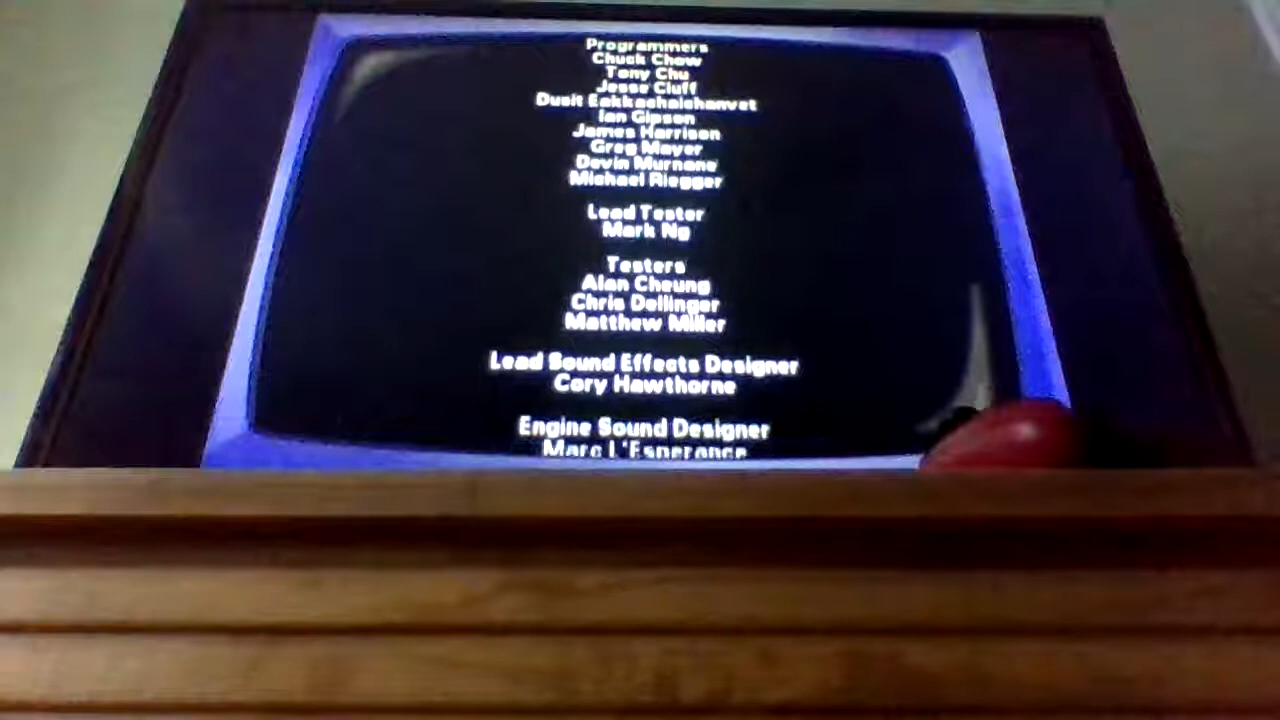 Programmers
Chuck Chow
Tony Chu
Jesse Cluff
Dusit Eakkachaichanvet
Ian Gipson
James Harrison
Greg Mayer
Devin Murnane
Michael Riegger
Lead Tester
Mark Ng
Testers
Alan Cheung
Chris Dellinger
Matthew Miller
Lead Sound Effects Designer
Cory Hawthorne
Engine Sound Designer
Marc L'Esperance